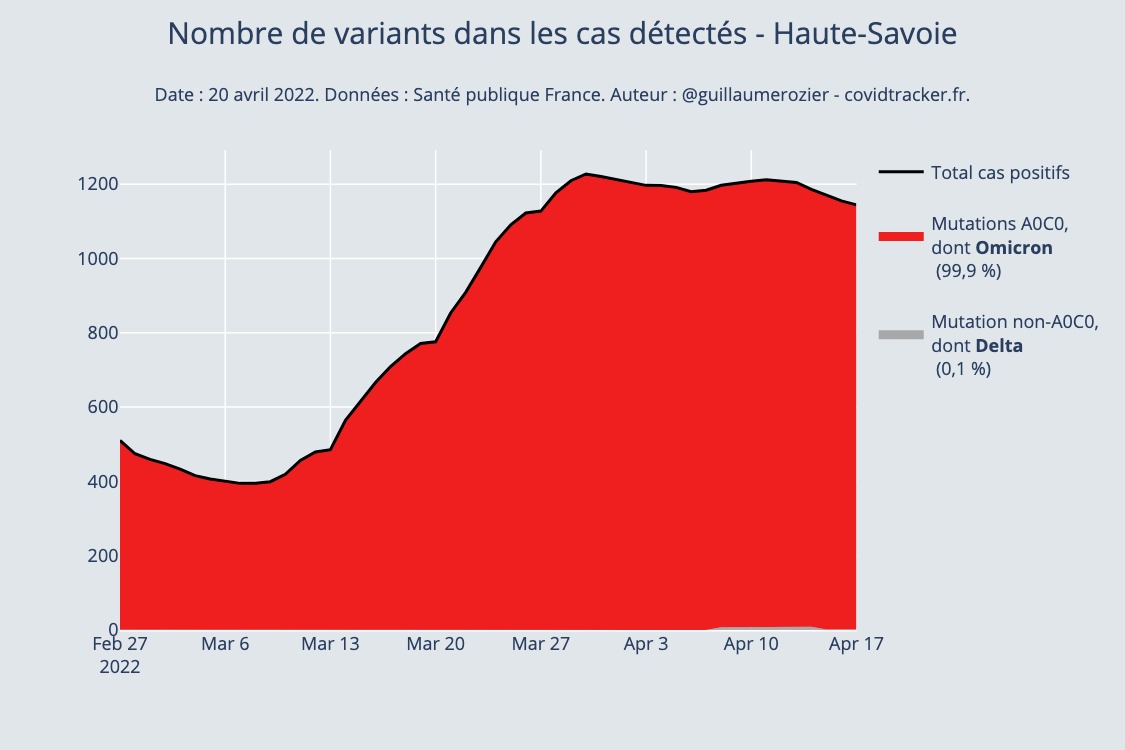 Nombre de variants dans les cas détectés - Haute-Savoie
Date : 20 avril 2022. Données : Santé publique France. Auteur : @guillaumerozier - covidtracker.fr.
1200
1000
800
600
400
200
0
Feb 27
2022
Mar 6
Mar 13
Mar 20
Mar 27
Apr 3
Apr 10
Apr 17
Total cas positifs
Mutations A0C0,
dont Omicron
(99,9 %)
Mutation non-A0C0,
dont Delta
(0,1 %)